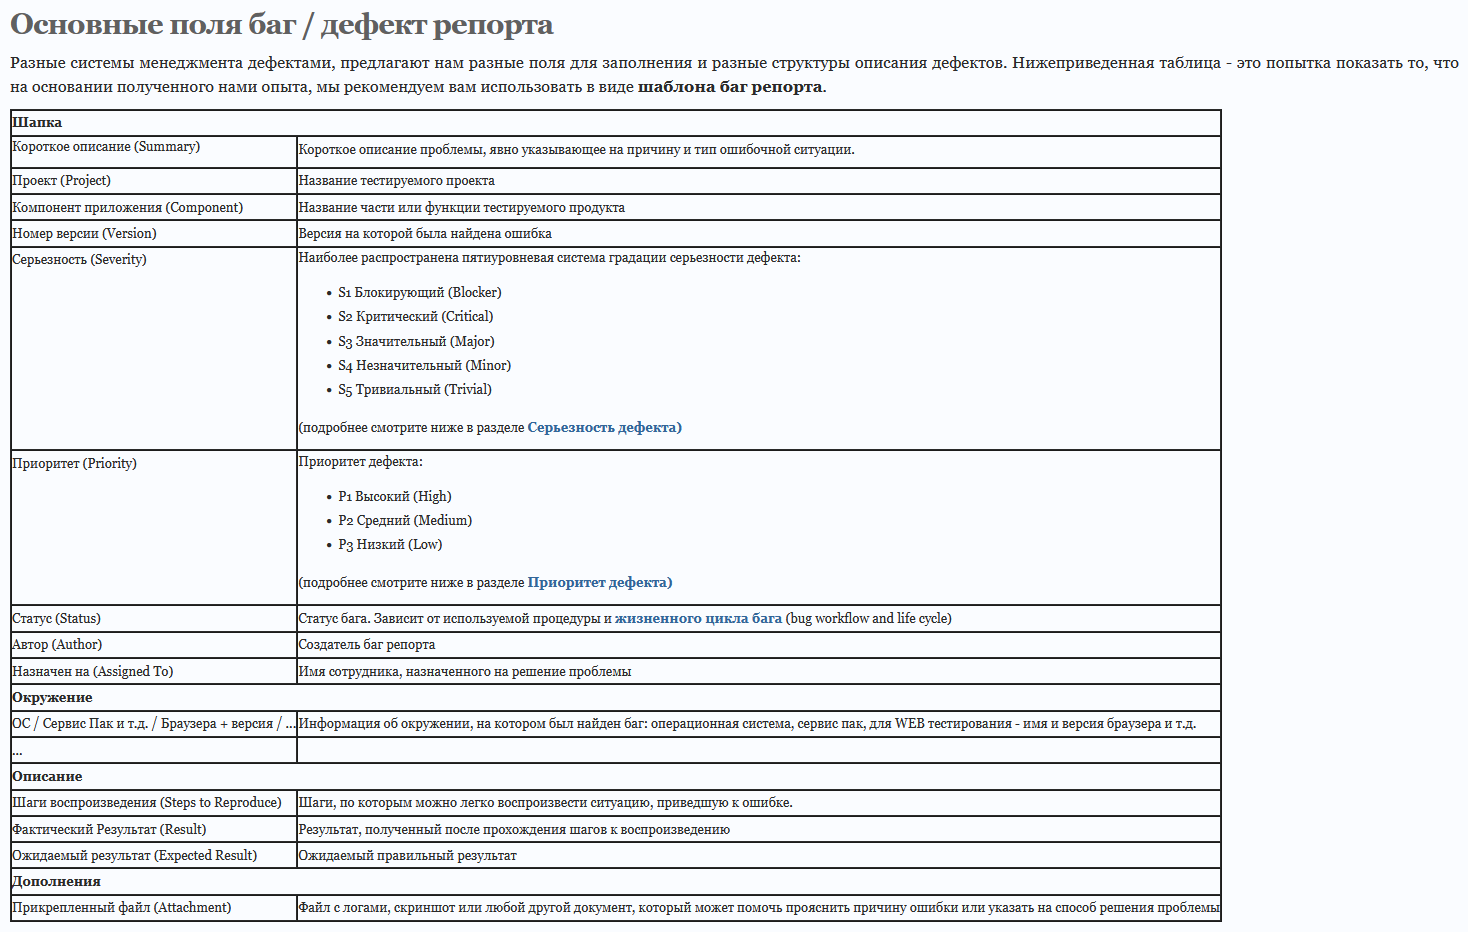 Основные поля баг / дефект репорта
Разные системы менеджмента дефектами, предлагают нам разные поля для заполнения и разные структуры описания дефектов. Нижеприведенная таблица - это попытка показать то, что
на основании полученного нами опыта, мы рекомендуем вам использовать в виде шаблона баг репорта.
Шапка
Короткое описание (Summary) Короткое описание проблемы, явно указывающее на причину и тип ошибочной ситуации.
Проект (Project) Название тестируемого проекта
Компонент приложения (Component) Название части или функции тестируемого продукта
Номер версии (Version) Версия на которой была найдена ошибка
Серьезность (Severity) Наиболее распространена пятиуровневая система градации серьезности дефекта:
• S1 Блокирующий (Blocker)
• S2 Критический (Critical)
• S3 Значительный (Major)
• S4 Незначительный (Minor)
• S5 Тривиальный (Trivial)
(подробнее смотрите ниже в разделе Серьезность дефекта)
Приоритет (Priority) Приоритет дефекта:
• P1 Высокий (High)
• P2 Средний (Medium)
• P3 Низкий (Low)
(подробнее смотрите ниже в разделе Приоритет дефекта)
Статус (Status) Статус бага. Зависит от используемой процедуры и жизненного цикла бага (bug workflow and life cycle)
Автор (Author) Создатель баг репорта
Назначен на (Assigned To) Имя сотрудника, назначенного на решение проблемы
Окружение
ОС / Сервис Пак и т.д. / Браузера + версия / ... Информация об окружении, на котором был найден баг: операционная система, сервис пак, для WEB тестирования - имя и версия браузера и т.д.
...
Описание
Шаги воспроизведения (Steps to Reproduce) Шаги, по которым можно легко воспроизвести ситуацию, приведшую к ошибке.
Фактический Результат (Result) Результат, полученный после прохождения шагов к воспроизведению
Ожидаемый результат (Expected Result) Ожидаемый правильный результат
Дополнения
Прикрепленный файл (Attachment) Файл с логами, скриншот или любой другой документ, который может помочь прояснить причину ошибки или указать на способ решения проблемы